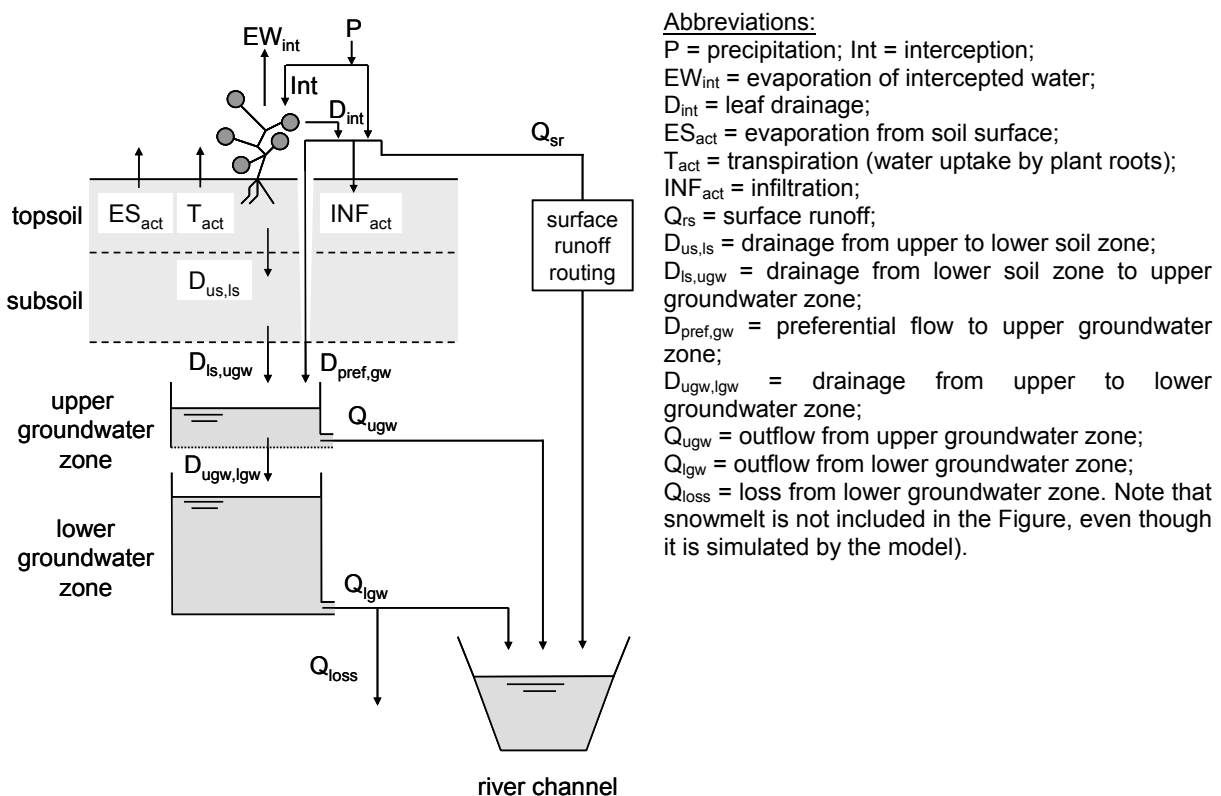 P
EWint
Int
Dint
Qsr
topsoil
ESact
Tact
INFact
surface
runoff
routing
subsoil
Dus,ls
Dls,ugw
Dpref,gw
upper
groundwater
zone
Qugw
Dugw,lgw
lower
groundwater
zone
Qlgw
Qloss
river channel
Abbreviations:
P = precipitation; Int = interception;
EWint = evaporation of intercepted water;
Dint = leaf drainage;
ESact = evaporation from soil surface;
Tact = transpiration (water uptake by plant roots);
INFact = infiltration;
Qrs = surface runoff;
Dus,ls = drainage from upper to lower soil zone;
Dls,ugw = drainage from lower soil zone to upper
groundwater zone;
Dpref,gw = preferential flow to upper groundwater
zone;
Dugw,lgw = drainage from upper to lower
groundwater zone;
Qugw = outflow from upper groundwater zone;
Qlgw = outflow from lower groundwater zone;
Qloss = loss from lower groundwater zone. Note that
snowmelt is not included in the Figure, even though
it is simulated by the model).